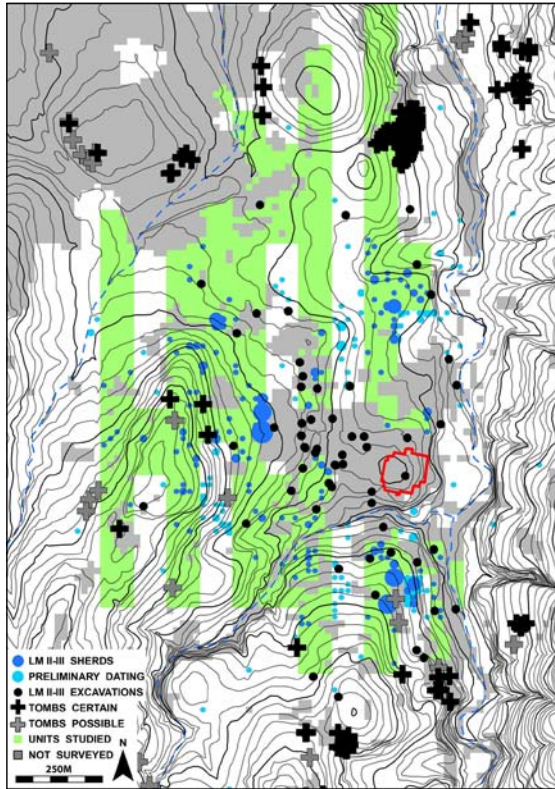 LM II-III SHERDS
PRELIMINARY DATING
LM II-III EXCAVATIONS
TOMBS CERTAIN
TOMBS POSSIBLE
UNITS STUDIED
NOT SURVEYED
N
250M